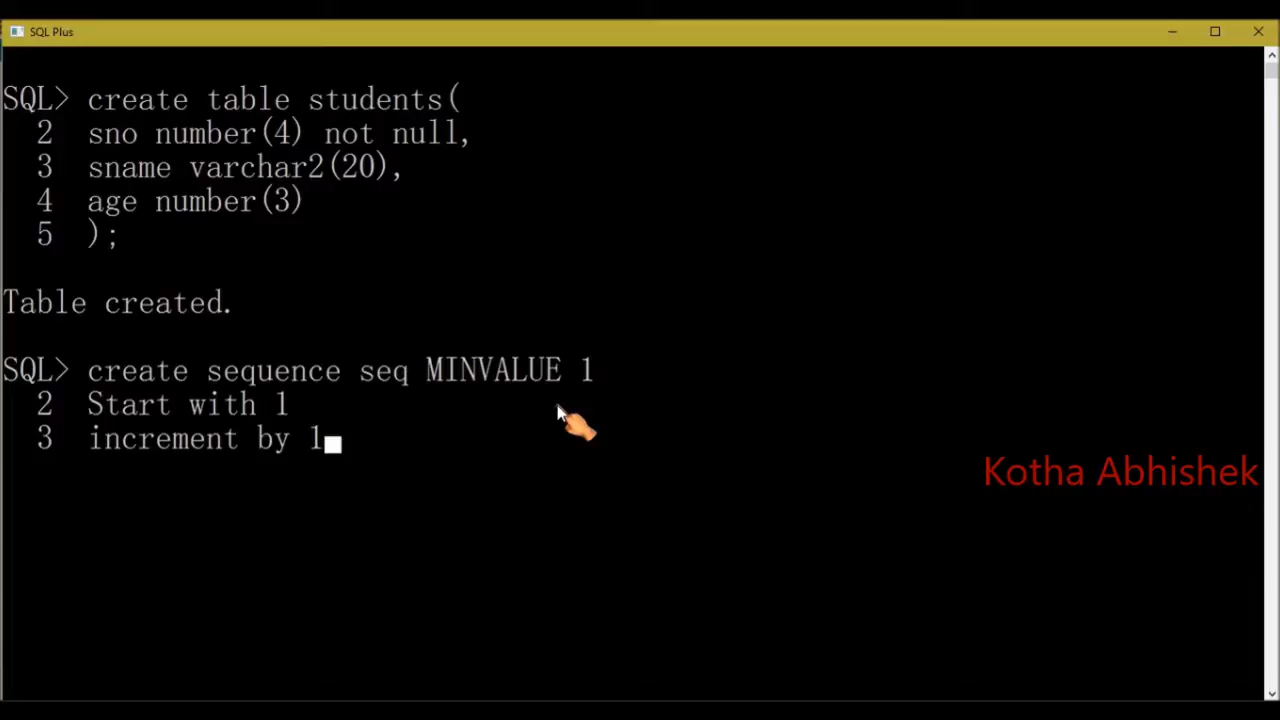 SQL Plus
SQL> create table students(
2 sno number(4) not null,
3 sname varchar2(20),
4 age number(3)
5 );
Table created.
SQL> create sequence seq MINVALUE 1
2 Start with 1
3 increment by 1
Kotha Abhishek